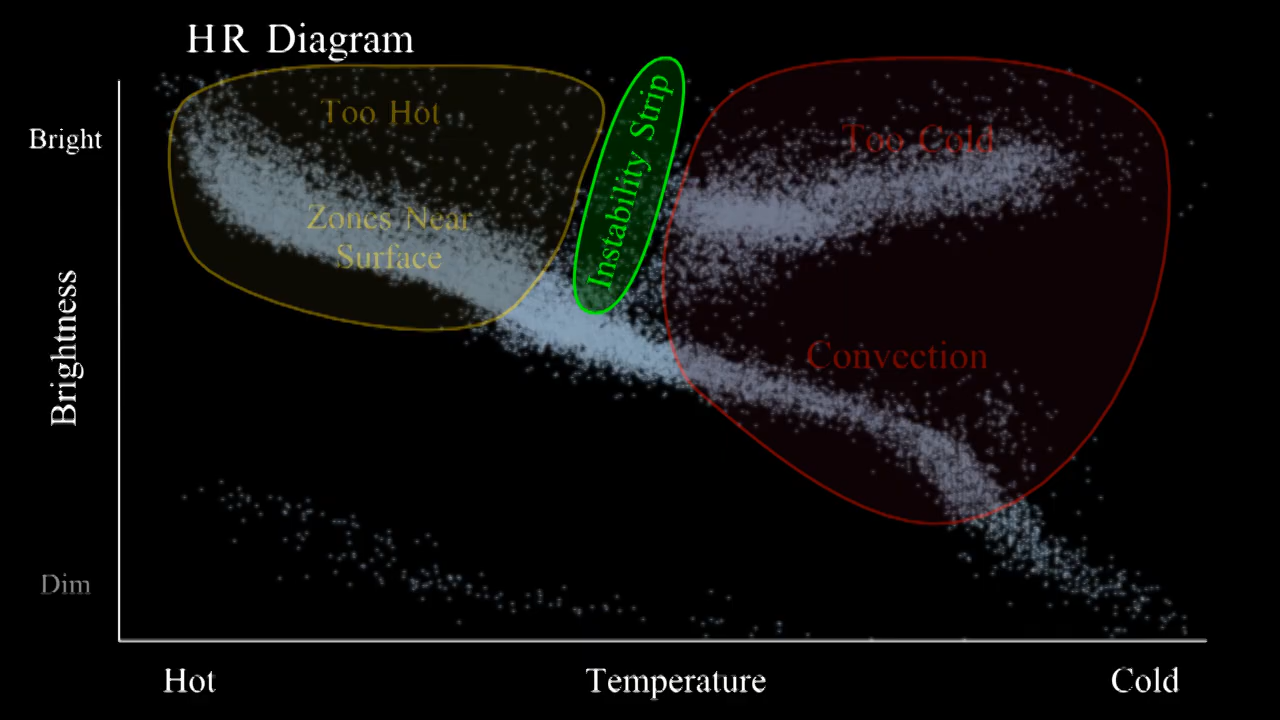 HR Diagram
Too Hot
Instability Strip
Too Cold
Bright
Zones Near
Surface
Brightness
Convection
Dim
Hot
Temperature
Cold